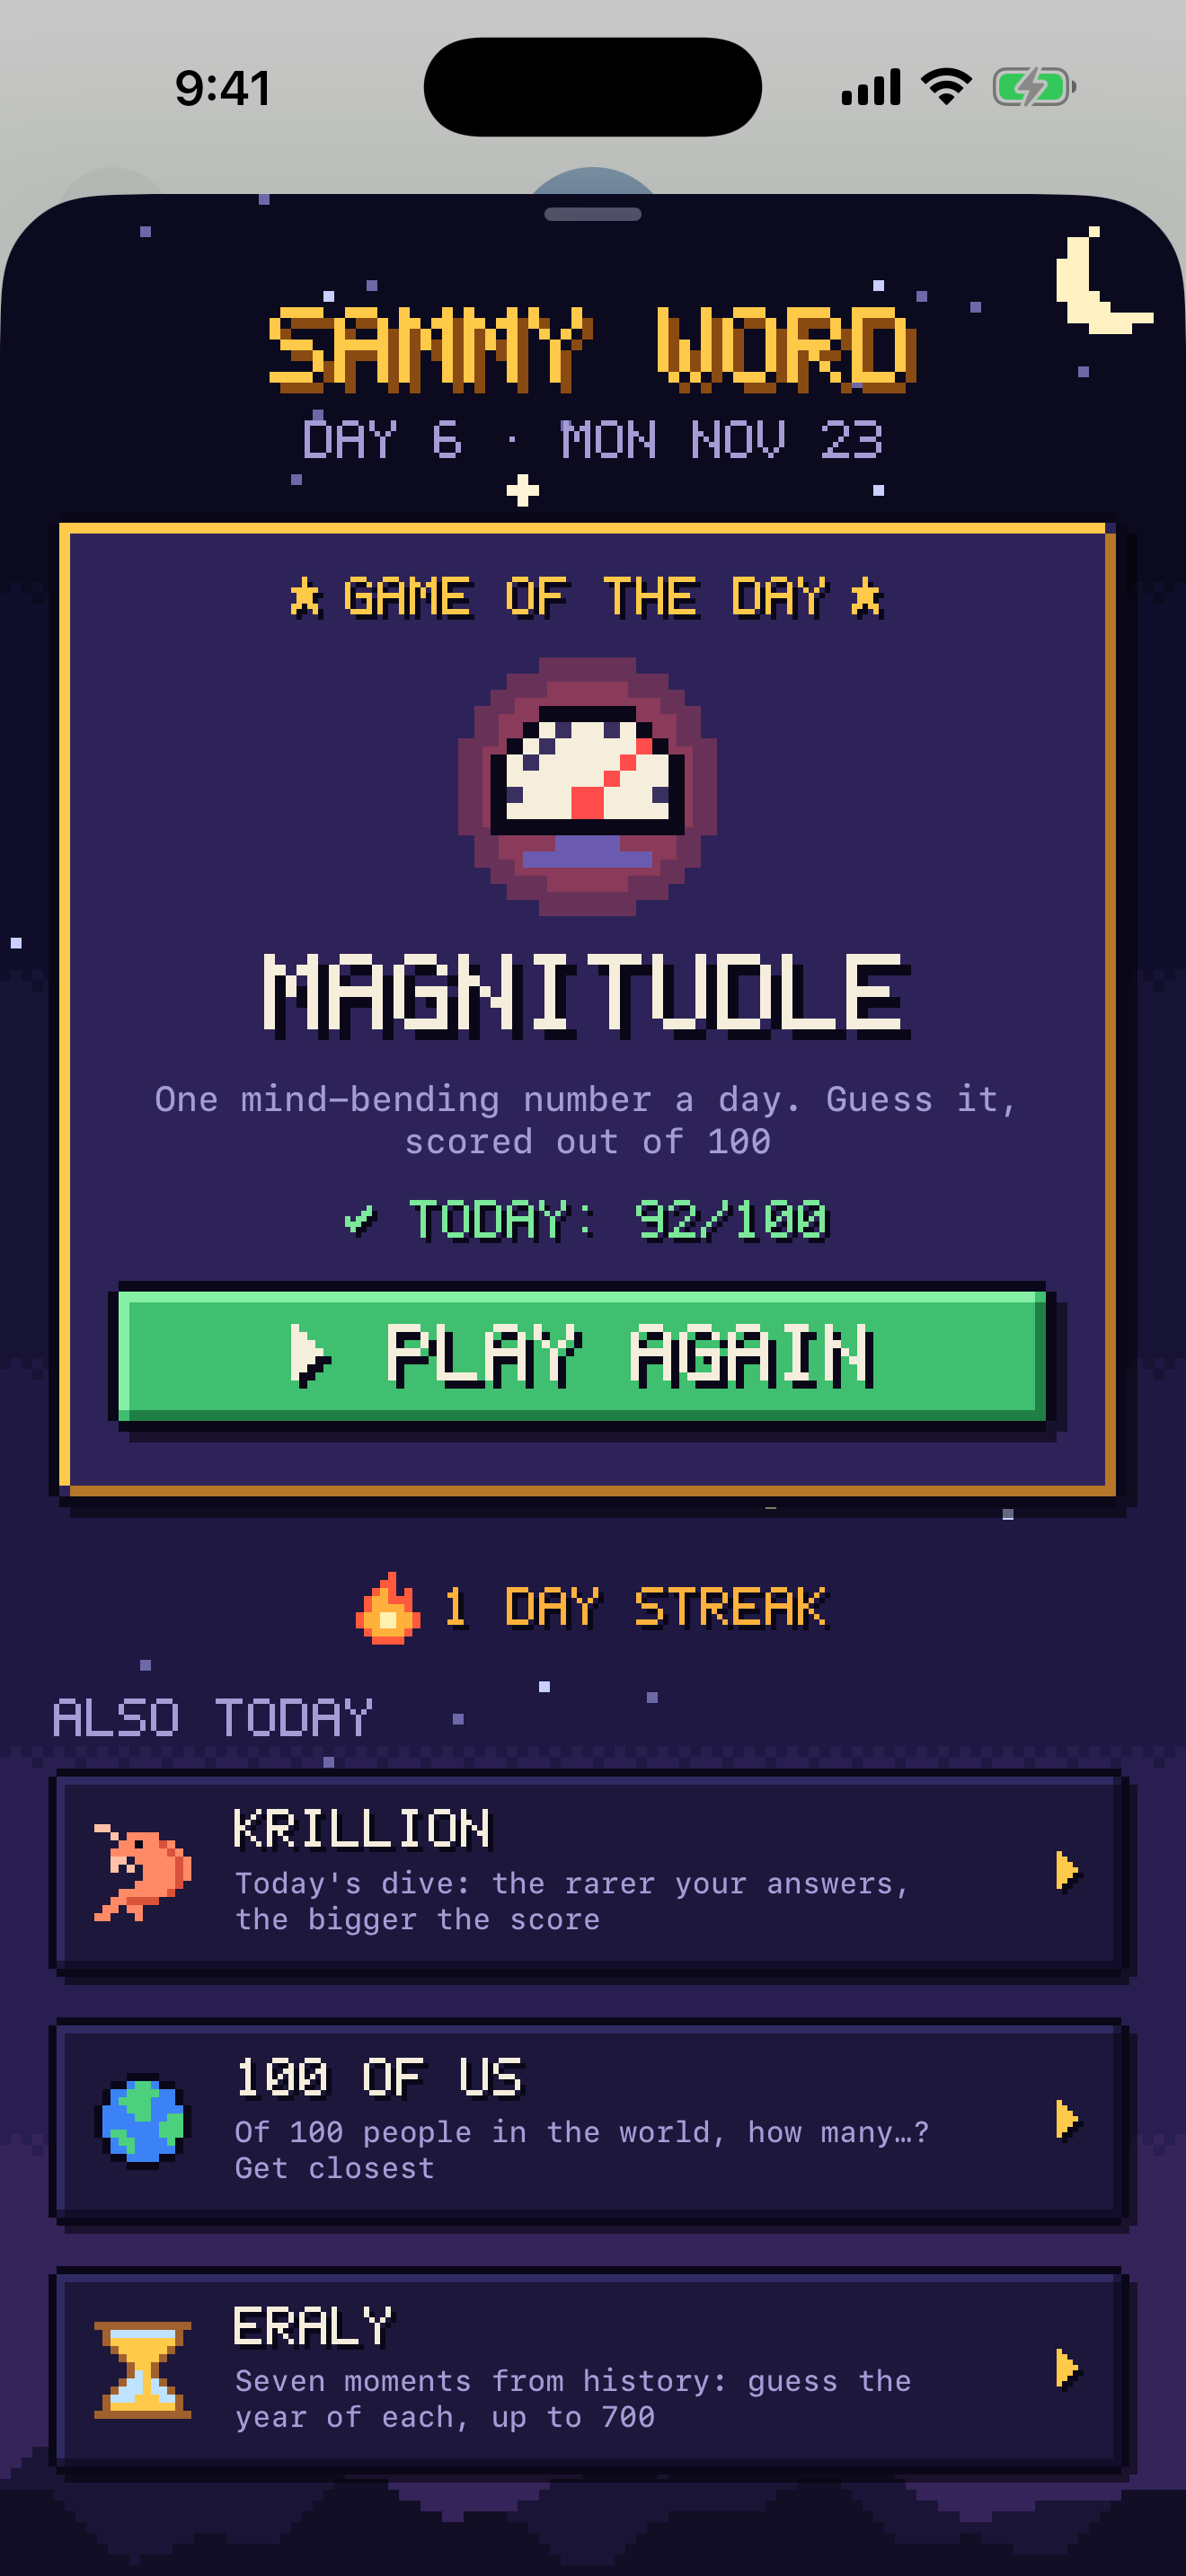 9:41
SAMMY WORD
DAY 6 · MON NOV 23
★ GAME OF THE DAY ★
MAGNITUDLE
One mind-bending number a day. Guess it,
scored out of 100
✓ TODAY: 92/100
▶ PLAY AGAIN
1 DAY STREAK
ALSO TODAY
KRILLION
Today's dive: the rarer your answers,
the bigger the score
100 OF US
Of 100 people in the world, how many…?
Get closest
ERALY
Seven moments from history: guess the
year of each, up to 700